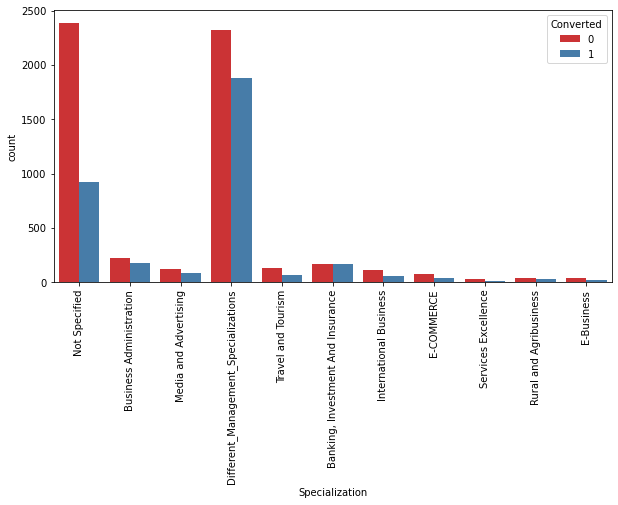 Converted
0
1
2500
2000
1500
1000
500
0
count
Not Specified
Business Administration
Media and Advertising
Different_Management_Specializations
Travel and Tourism
Banking, Investment And Insurance
International Business
E-COMMERCE
Services Excellence
Rural and Agribusiness
E-Business
Specialization